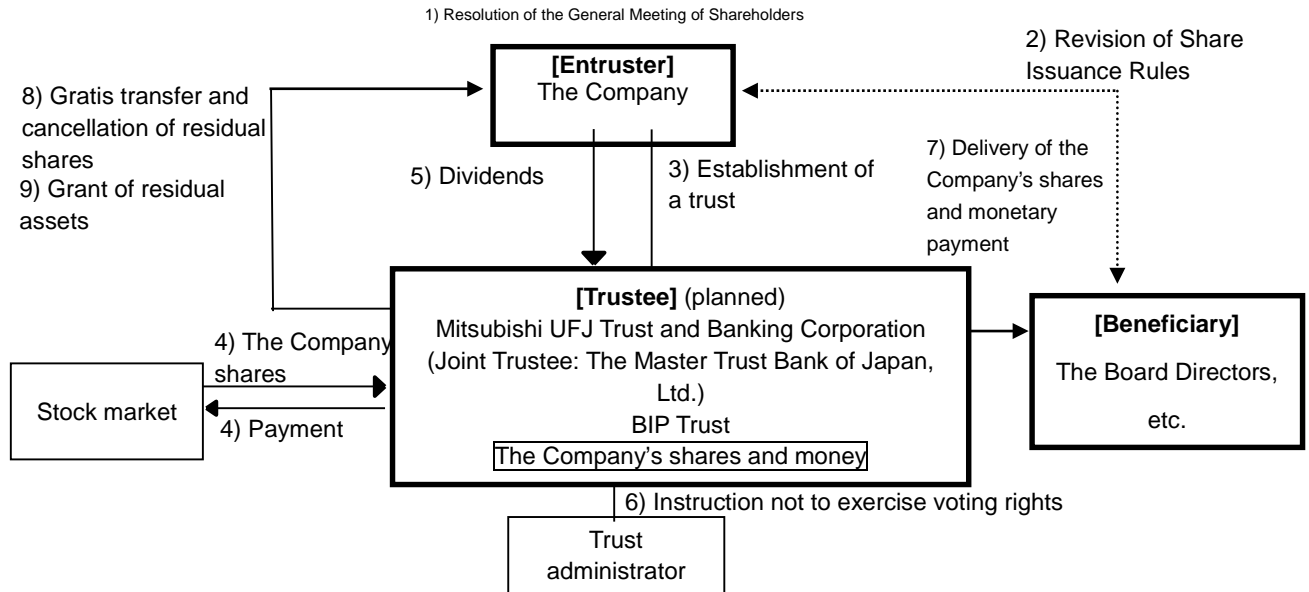 1) Resolution of the General Meeting of Shareholders
[Entruster]
The Company
2) Revision of Share
Issuance Rules
8) Gratis transfer and
cancellation of residual
shares
9) Grant of residual
assets
5) Dividends
3) Establishment of
a trust
7) Delivery of the
Company’s shares
and monetary
payment
[Trustee] (planned)
Mitsubishi UFJ Trust and Banking Corporation
(Joint Trustee: The Master Trust Bank of Japan,
Ltd.)
BIP Trust
The Company’s shares and money
[Beneficiary]
The Board Directors,
etc.
4) The Company
shares
Stock market
4) Payment
6) Instruction not to exercise voting rights
Trust
administrator